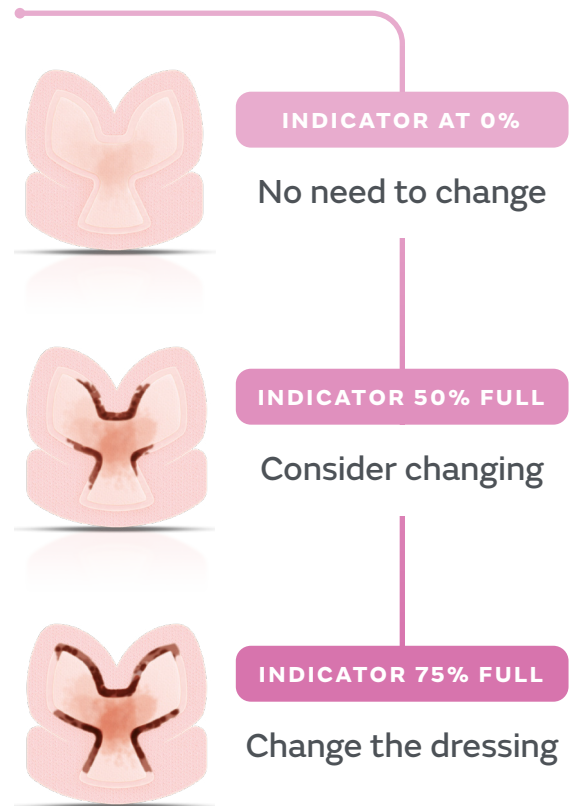 INDICATOR AT 0%
No need to change
INDICATOR 50% FULL
Consider changing
INDICATOR 75% FULL
Change the dressing